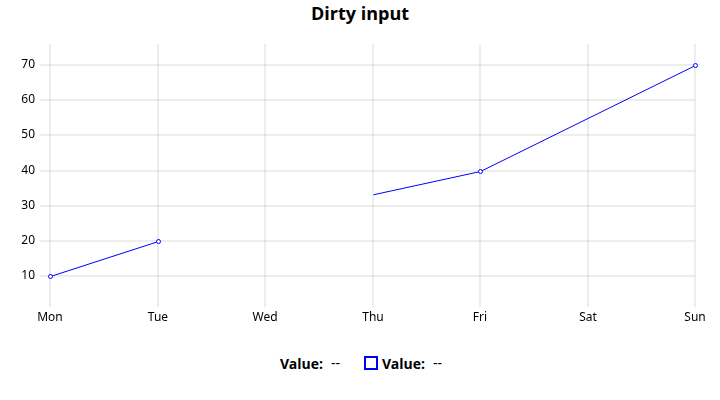 Dirty input
70
60
50
40
30
20
10
Mon Tue Wed Thu Fri Sat Sun
Value: -- Value: --